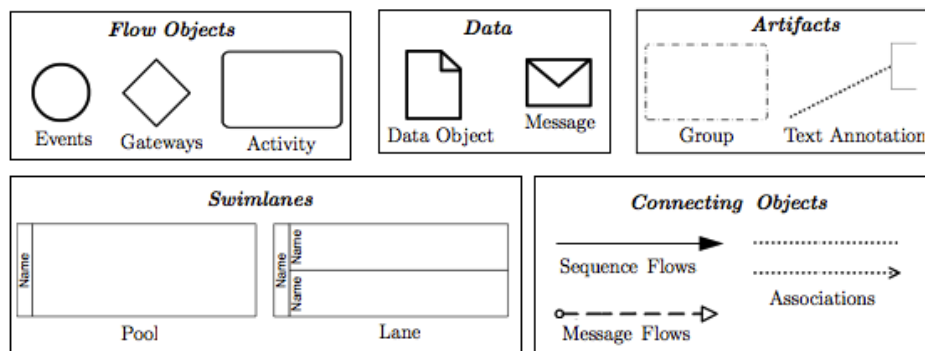 Flow Objects
Events
Gateways
Activity
Data
Data Object
Message
Artifacts
Group
Text Annotation
Swimlanes
Name
Pool
Name
Name
Name
Lane
Connecting Objects
Sequence Flows
Message Flows
Associations